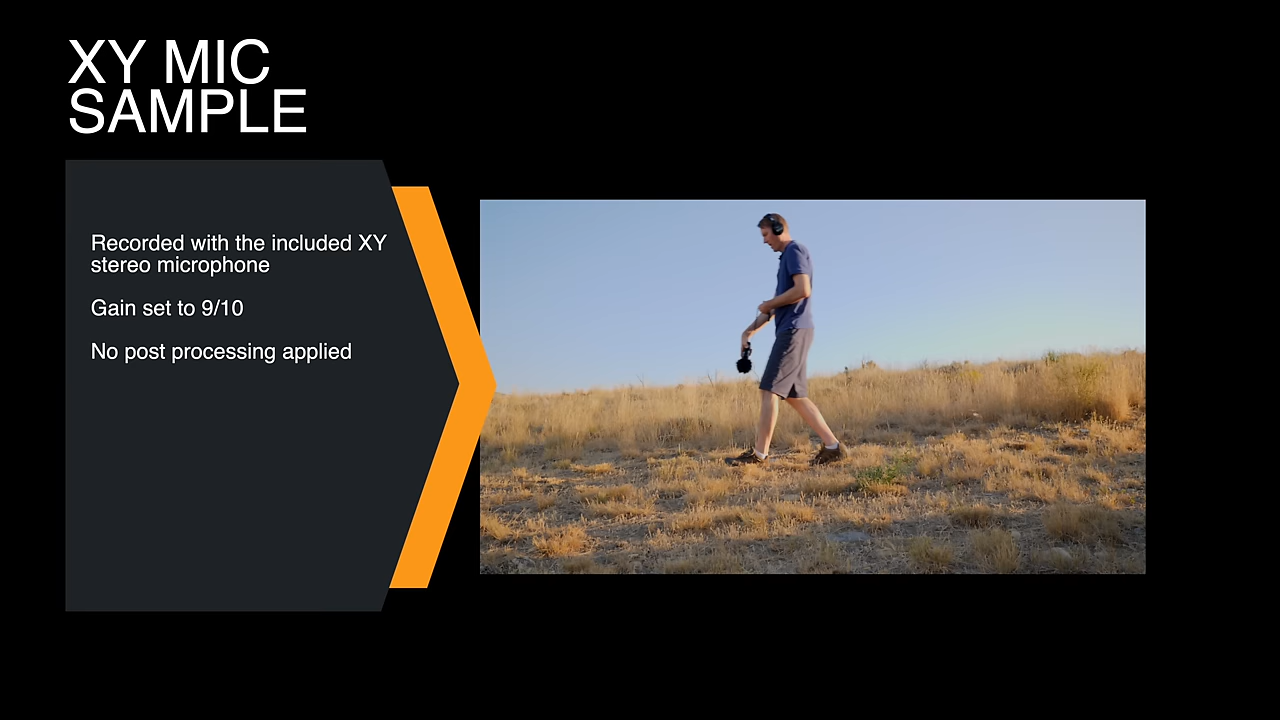 XY MIC
SAMPLE
Recorded with the included XY
stereo microphone
Gain set to 9/10
No post processing applied